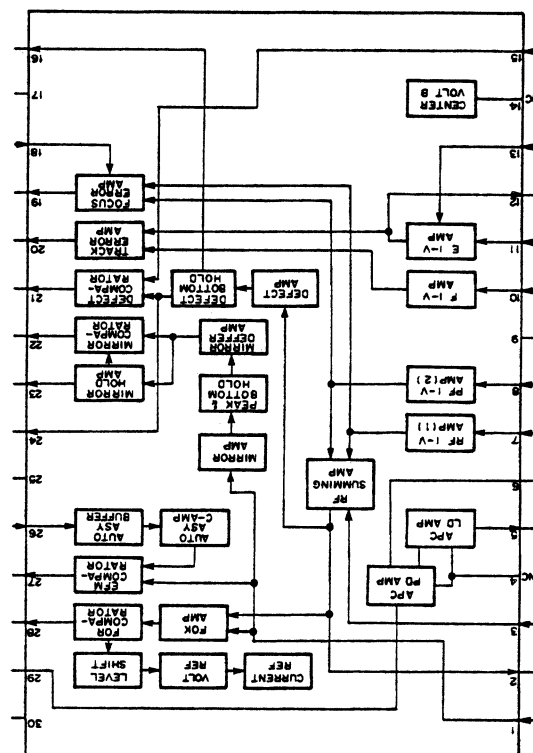 1
30
2
29
CURRENT
REF
VOLT
REF
LEVEL
SHIFT
3
FOK
AMP
FOR
COMPA-
RATOR
28
NC 4
APC
PD AMP
EFM
COMPA-
RATOR
27
5
APC
LD AMP
AUTO
ASY
C-AMP
AUTO
ASY
BUFFER
26
6
RF
SUMMING
AMP
25
7
RF I-V
AMP(1)
MIRROR
AMP
24
8
PF I-V
AMP(2)
PEAK &
BOTTOM
HOLD
MIRROR
HOLD
AMP
23
9
MIRROR
DEFFER
AMP
MIRROR
COMPA-
RATOR
22
10
F I-V
AMP
DEFECT
AMP
DEFECT
BOTTOM
HOLD
DEFECT
COMPA-
RATOR
21
11
E I-V
AMP
TRACK
ERROR
AMP
20
12
FOCUS
ERROR
AMP
19
13
18
C 14
CENTER
VOLT B
17
15
16